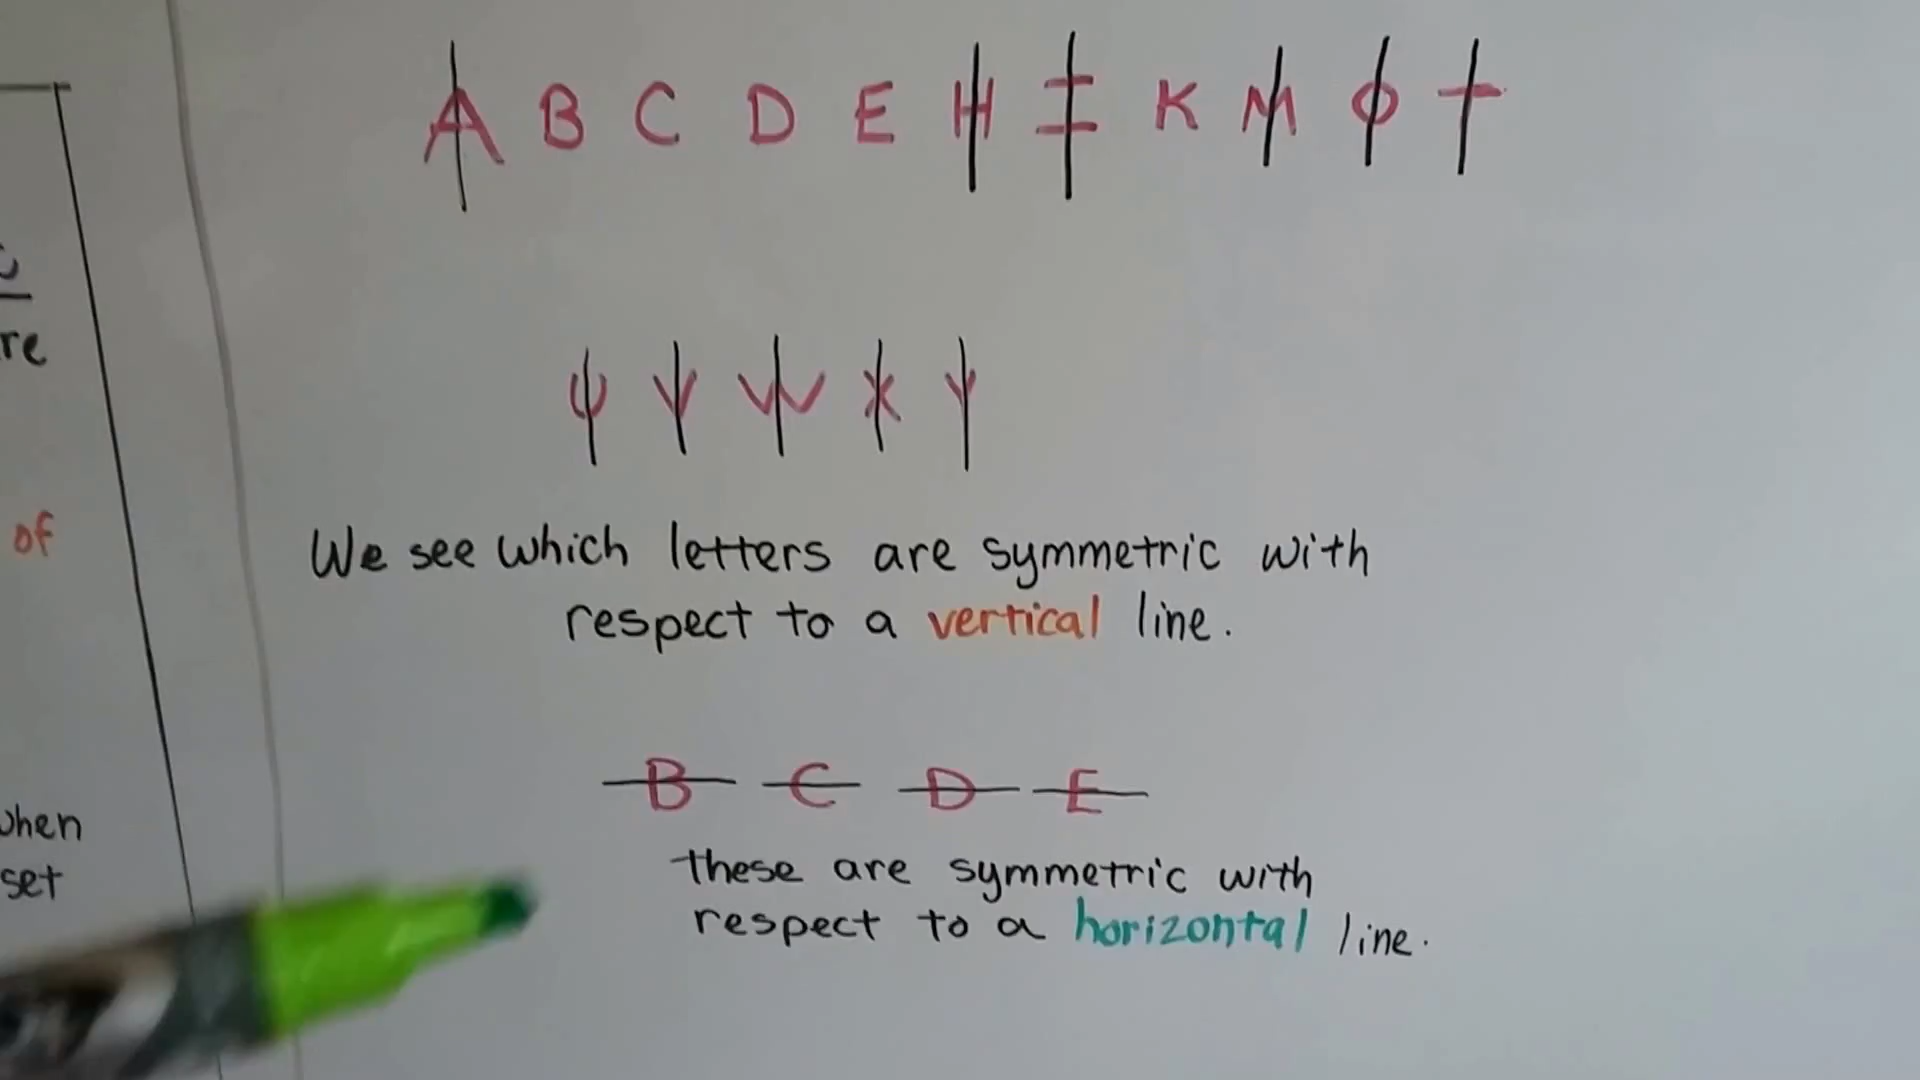 A B C D E H I K M O T
U V W X Y
re
of
We see which letters are symmetric with
respect to a vertical line.
B C D E
when
set
these are symmetric with
respect to a horizontal line.